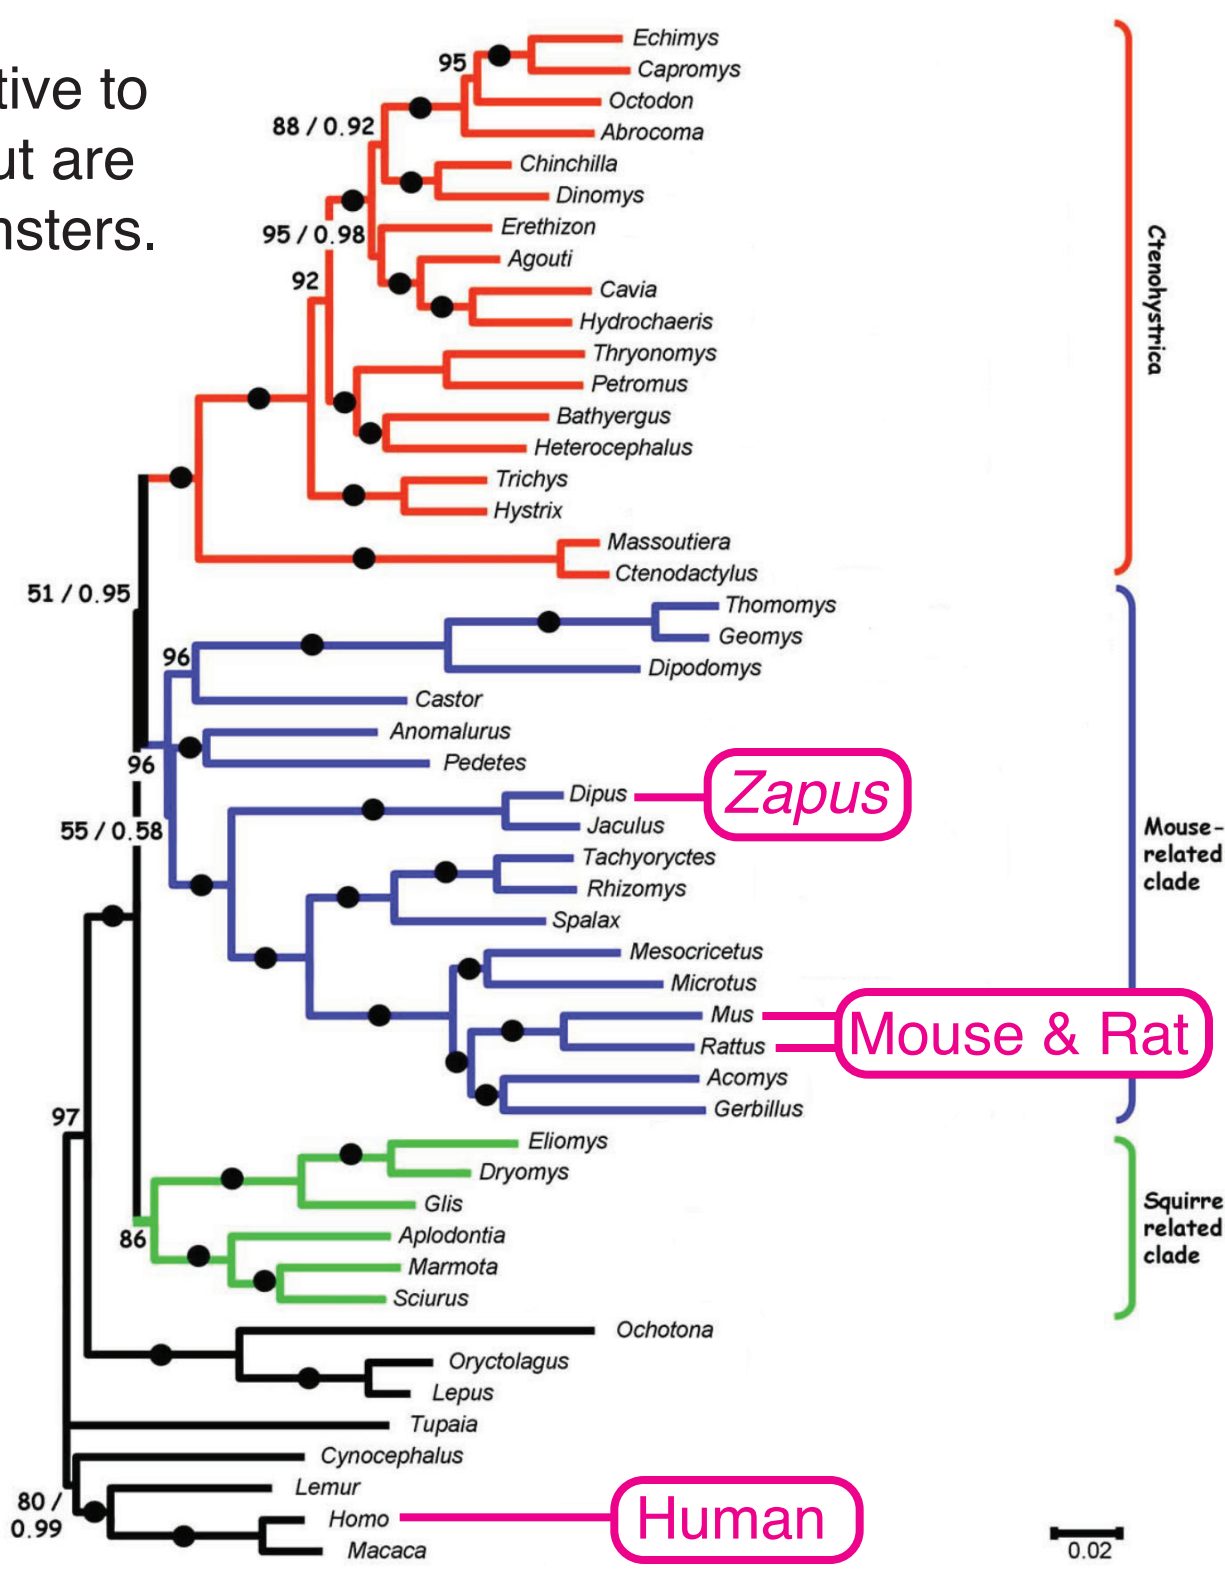 tive to
ut are
nsters.
Echimys
95
Capromys
Octodon
88 / 0.92
Abrocoma
Chinchilla
Dinomys
Erethizon
95 / 0.98
Agouti
92
Cavia
Hydrochaeris
Ctenohystrica
Thryonomys
Petromus
Bathyergus
Heterocephalus
Trichys
Hystrix
Massoutiera
Ctenodactylus
51 / 0.95
Thomomys
Geomys
96
Dipodomys
Castor
Anomalurus
96
Pedetes
Dipus
Zapus
55 / 0.58
Jaculus
Mouse-
related
clade
Tachyoryctes
Rhizomys
Spalax
Mesocricetus
Microtus
Mus
Mouse & Rat
Rattus
Acomys
97
Gerbillus
Eliomys
Dryomys
Glis
Squirre
related
clade
86
Aplodontia
Marmota
Sciurus
Ochotona
Oryctolagus
Lepus
Tupaia
Cynocephalus
Lemur
80 /
0.99
Homo
Human
Macaca
0.02